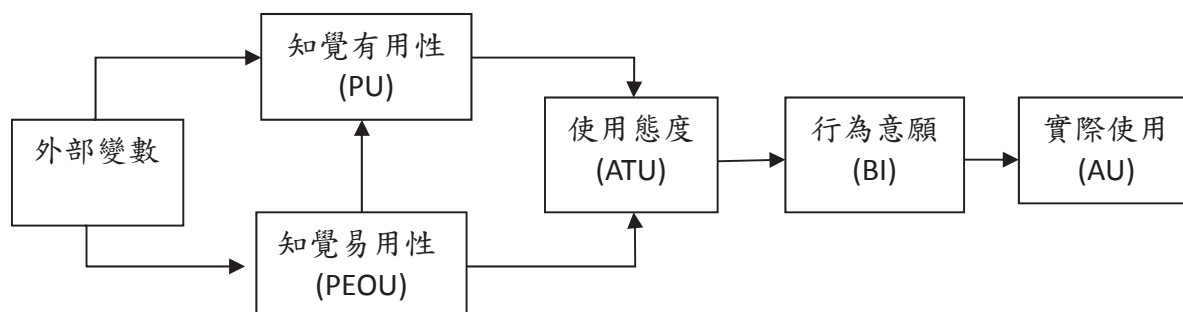 知覺有用性
(PU)
外部變數
知覺易用性
(PEOU)
使用態度
(ATU)
行為意願
(BI)
實際使用
(AU)